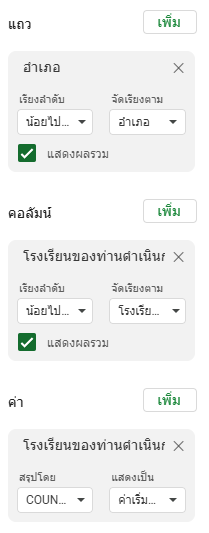 แถว
เพิ่ม
อำเภอ
เรียงลำดับ
จัดเรียงตาม
น้อยไป...
อำเภอ
แสดงผลรวม
คอลัมน์
เพิ่ม
โรงเรียนของท่านดำเนินก
เรียงลำดับ
จัดเรียงตาม
น้อยไป...
โรงเรีย...
แสดงผลรวม
ค่า
เพิ่ม
โรงเรียนของท่านดำเนินก
สรุปโดย
แสดงเป็น
COUN...
ค่าเริ่ม...